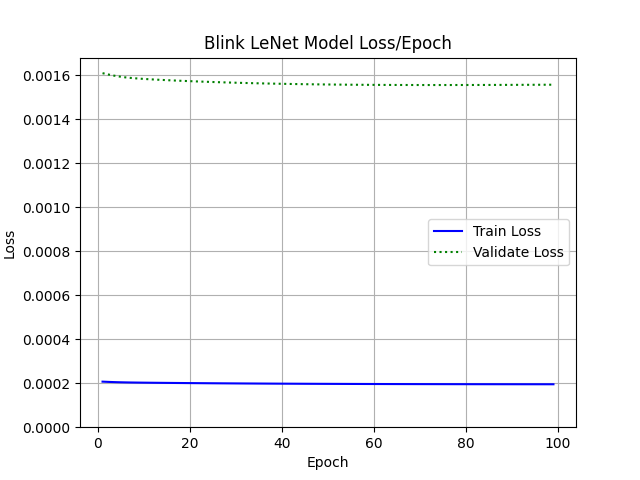 Blink LeNet Model Loss/Epoch
0.0016
0.0014
0.0012
0.0010
0.0008
0.0006
0.0004
0.0002
0.0000
Loss
Train Loss
Validate Loss
0 20 40 60 80 100
Epoch